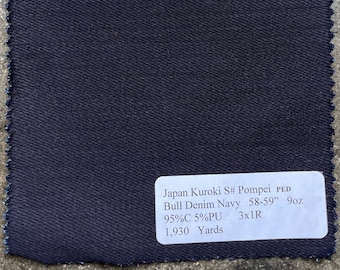 Japan Kuroki S# Pompei PED
Bull Denim Navy 58-59" 9oz
95%C 5%PU 3x1R
1,930 Yards